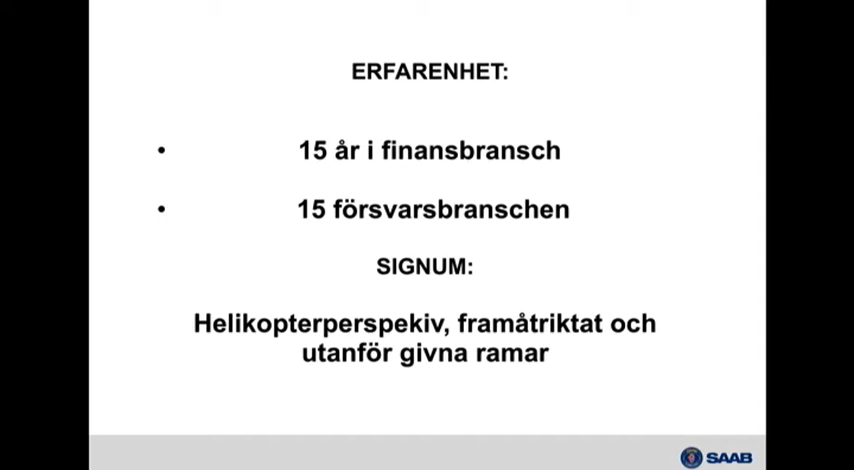 ERFARENHET:
• 15 år i finansbransch
• 15 försvarsbranschen
SIGNUM:
Helikopterperspekiv, framåtriktat och
utanför givna ramar
SAAB